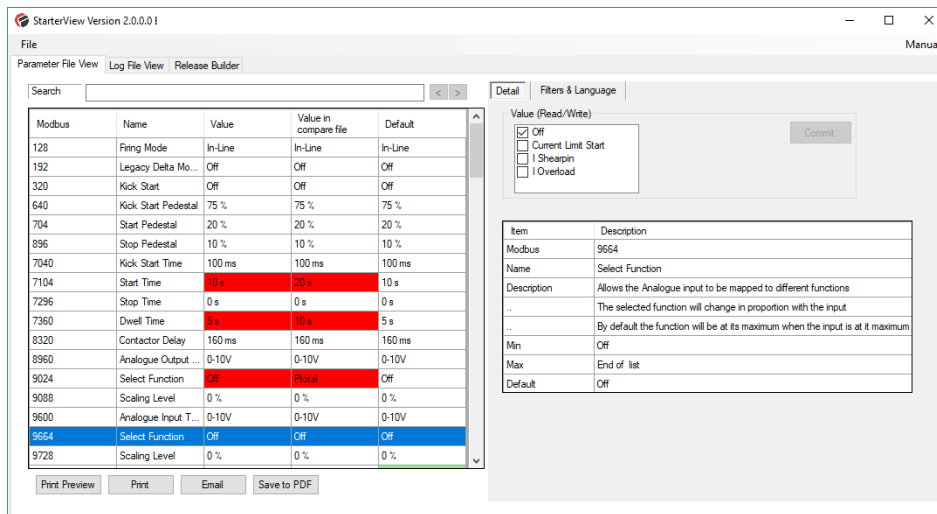 StarterView Version 2.0.0.0
File Manua
Parameter File View Log File View Release Builder
Search < > Detail Filters & Language
Modbus Name Value Value in compare file Default
128 Firing Mode In-Line In-Line In-Line
192 Legacy Delta Mo... Off Off Off
320 Kick Start Off Off Off
640 Kick Start Pedestal 75 % 75 % 75 %
704 Start Pedestal 20 % 20 % 20 %
896 Stop Pedestal 10 % 10 % 10 %
7040 Kick Start Time 100 ms 100 ms 100 ms
7104 Start Time 10 s 20 s 10 s
7296 Stop Time 0 s 0 s 0 s
7360 Dwell Time 5 s 10 s 5 s
8320 Contactor Delay 160 ms 160 ms 160 ms
8960 Analogue Output ... 0-10V 0-10V 0-10V
9024 Select Function Off Ptotal Off
9088 Scaling Level 0 % 0 % 0 %
9600 Analogue Input T... 0-10V 0-10V 0-10V
9664 Select Function Off Off Off
9728 Scaling Level 0 % 0 % 0 %
Print Preview Print Email Save to PDF
Value (Read/Write)
Off
Current Limit Start
I Shearpin
I Overload
Commit
Item Description
Modbus 9664
Name Select Function
Description Allows the Analogue input to be mapped to different functions
.. The selected function will change in proportion with the input
.. By default the function will be at its maximum when the input is at it maximum
Min Off
Max End of list
Default Off